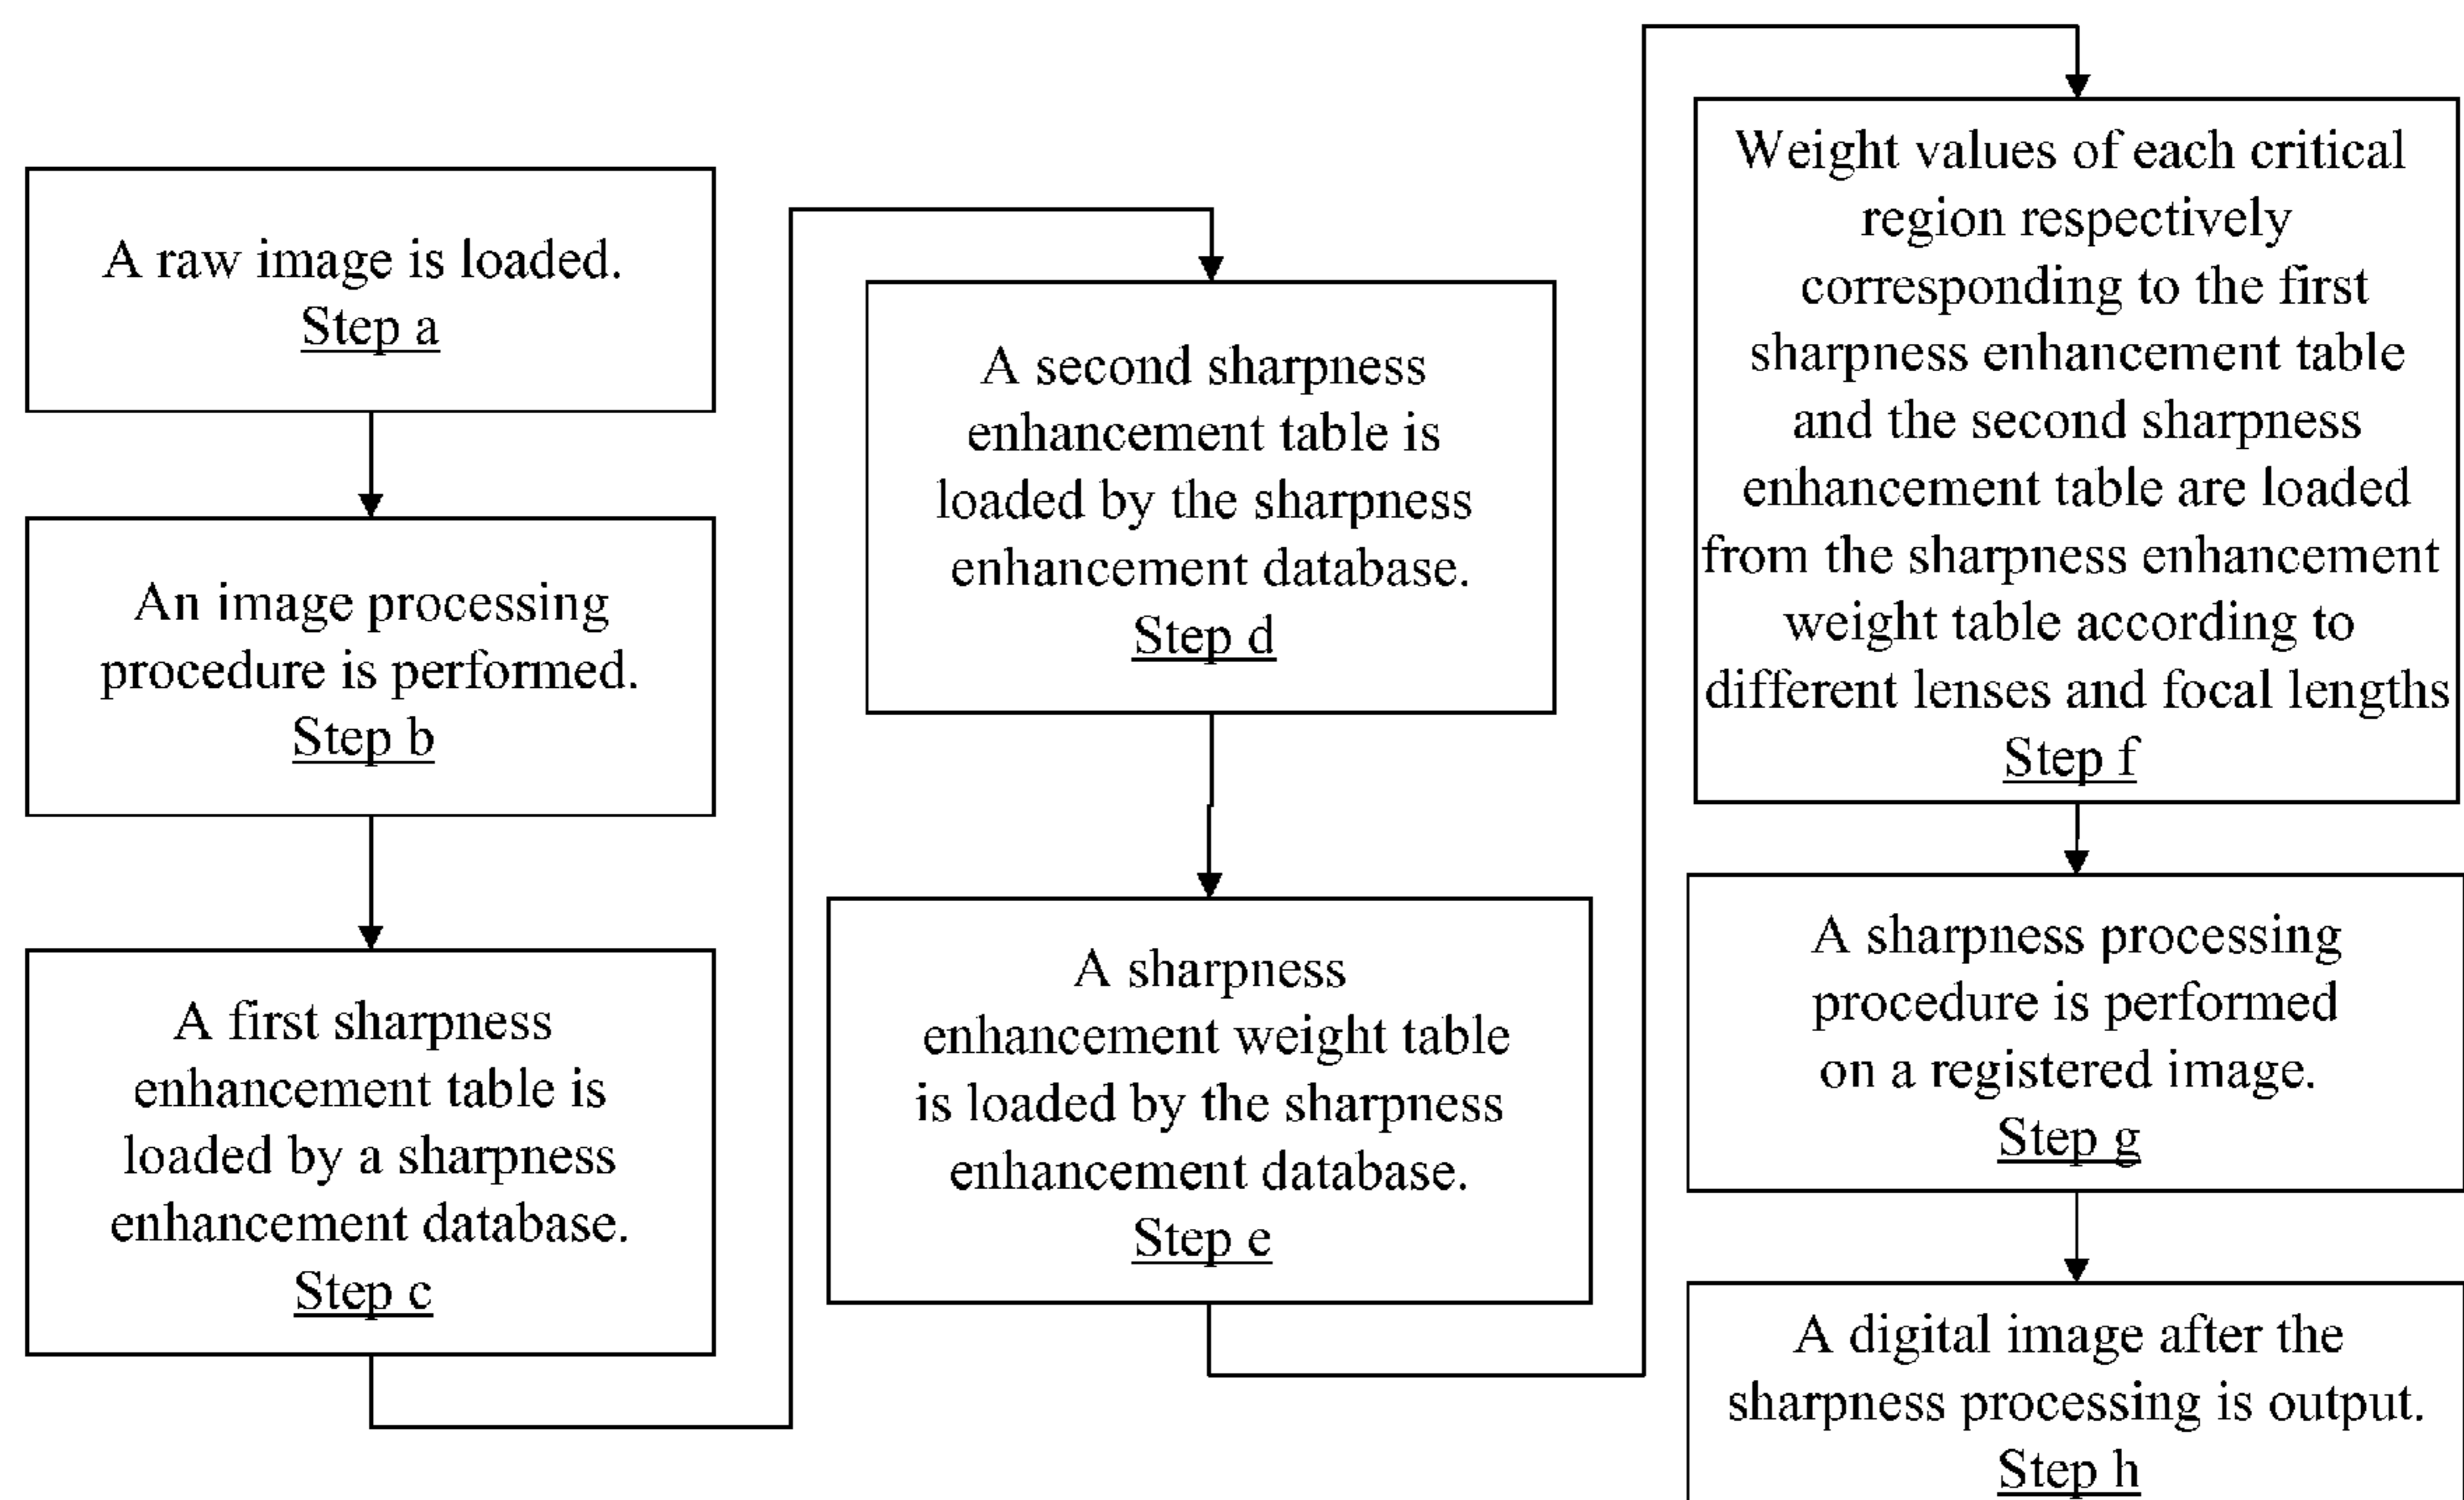 A raw image is loaded.
Step a
An image processing
procedure is performed.
Step b
A first sharpness
enhancement table is
loaded by a sharpness
enhancement database.
Step c
A second sharpness
enhancement table is
loaded by the sharpness
enhancement database.
Step d
A sharpness
enhancement weight table
is loaded by the sharpness
enhancement database.
Step e
Weight values of each critical
region respectively
corresponding to the first
sharpness enhancement table
and the second sharpness
enhancement table are loaded
from the sharpness enhancement
weight table according to
different lenses and focal lengths
Step f
A sharpness processing
procedure is performed
on a registered image.
Step g
A digital image after the
sharpness processing is output.
Step h